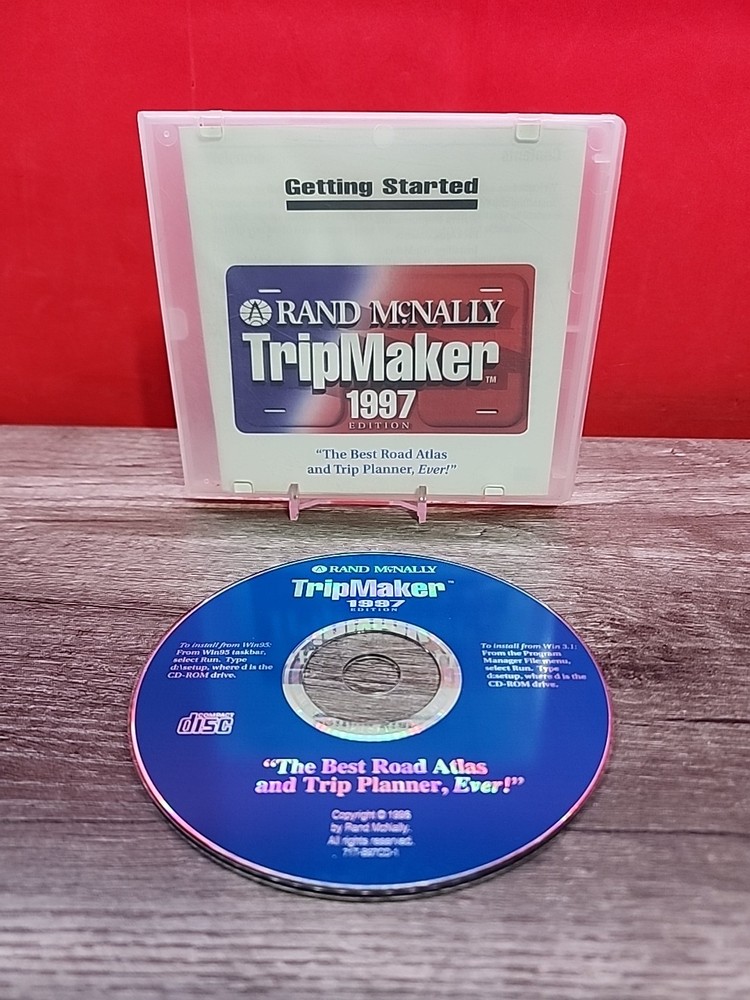 Getting Started
RAND McNALLY
TripMaker™
1997
EDITION
"The Best Road Atlas
and Trip Planner, Ever!"
RAND McNALLY
TripMaker™
1997
EDITION
To install from Win95:
From Win95 taskbar,
select Run. Type
d:\setup, where d is the
CD-ROM drive.
To install from Win 3.1:
From the Program
Manager File menu,
select Run. Type
d:setup, where d is the
CD-ROM drive.
COMPACT
disc
"The Best Road Atlas
and Trip Planner, Ever!"
Copyright © 1996
by Rand McNally.
All rights reserved.